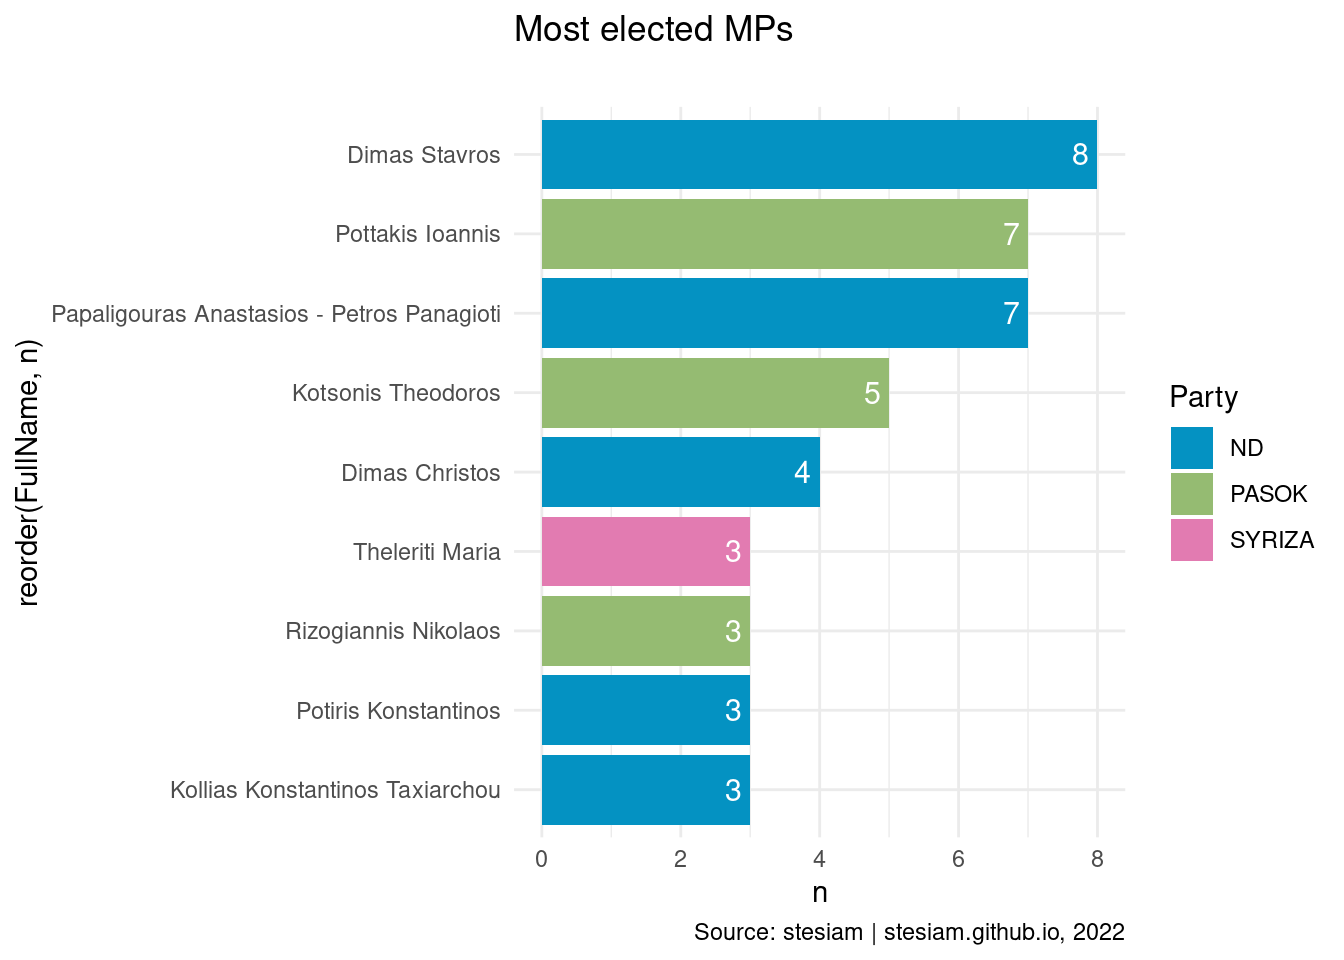 Most elected MPs
reorder(FullName, n)
Dimas Stavros
8
Pottakis Ioannis
7
Papaligouras Anastasios - Petros Panagioti
7
Kotsonis Theodoros
5
Dimas Christos
4
Theleriti Maria
3
Rizogiannis Nikolaos
3
Potiris Konstantinos
3
Kollias Konstantinos Taxiarchou
3
0 2 4 6 8
n
Party
ND
PASOK
SYRIZA
Source: stesiam | stesiam.github.io, 2022